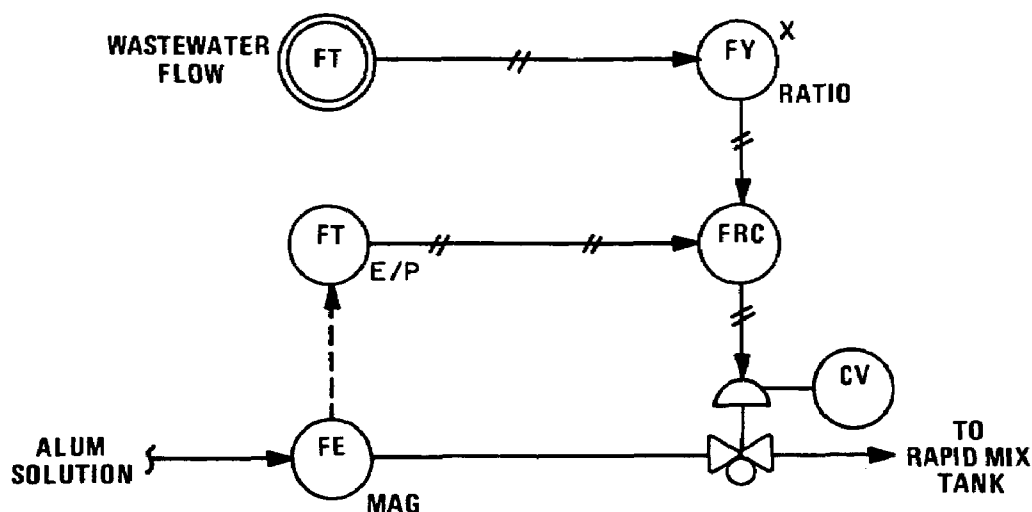 WASTEWATER
FLOW
FT
FY
X
RATIO
FT
E/P
FRC
CV
ALUM
SOLUTION
FE
MAG
TO
RAPID MIX
TANK